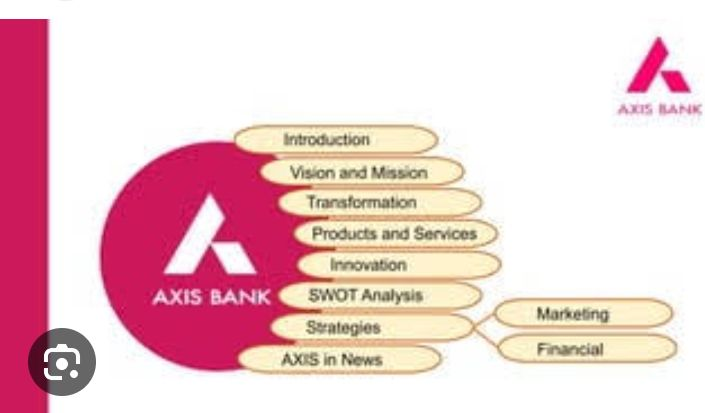 AXIS BANK
Introduction
Vision and Mission
Transformation
Products and Services
Innovation
AXIS BANK
SWOT Analysis
Strategies
Marketing
Financial
AXIS in News